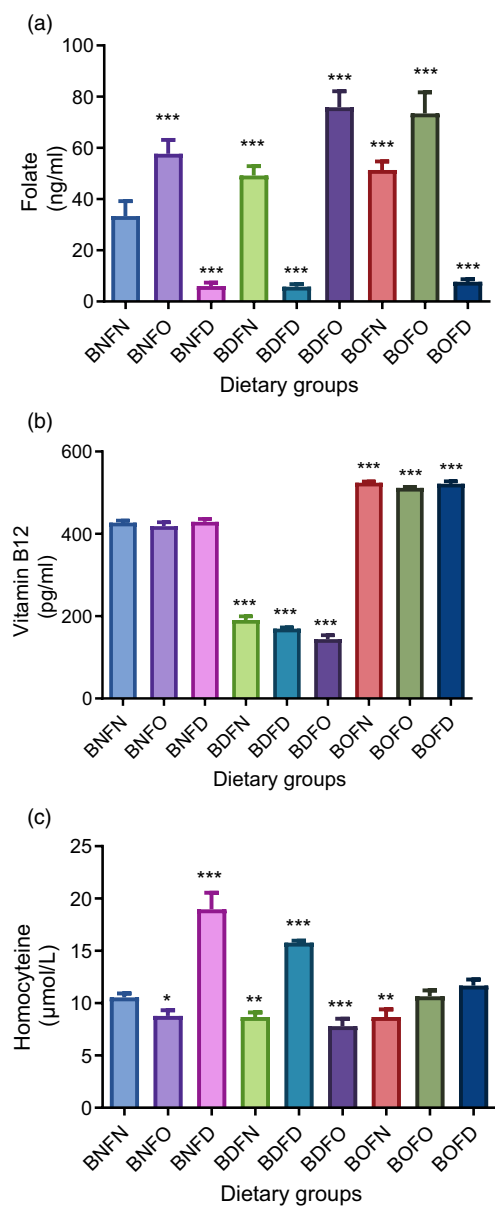 (a)
100
80
60
40
20
0
Folate
(ng/ml)
***
***
***
***
***
***
***
***
BNFN
BNFO
BNFD
BDFN
BDFD
BDFO
BOFN
BOFO
BOFD
Dietary groups
(b)
600
400
200
0
Vitamin B12
(pg/ml)
***
***
***
***
***
***
BNFN
BNFO
BNFD
BDFN
BDFD
BDFO
BOFN
BOFO
BOFD
Dietary groups
(c)
25
20
15
10
5
0
Homocyteine
(μmol/L)
*
***
**
***
***
**
BNFN
BNFO
BNFD
BDFN
BDFD
BDFO
BOFN
BOFO
BOFD
Dietary groups